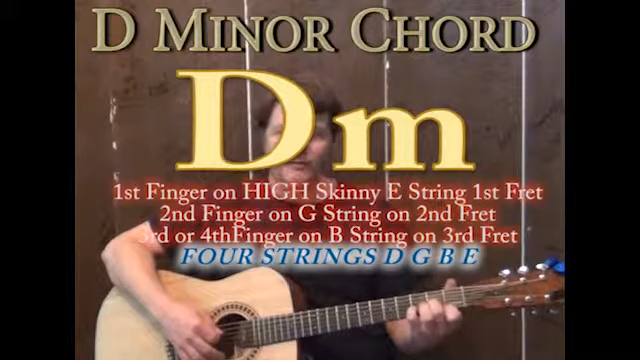 D Minor Chord
Dm
1st Finger on HIGH Skinny E String 1st Fret
2nd Finger on G String on 2nd Fret
3rd or 4thFinger on B String on 3rd Fret
FOUR STRINGS D G B E